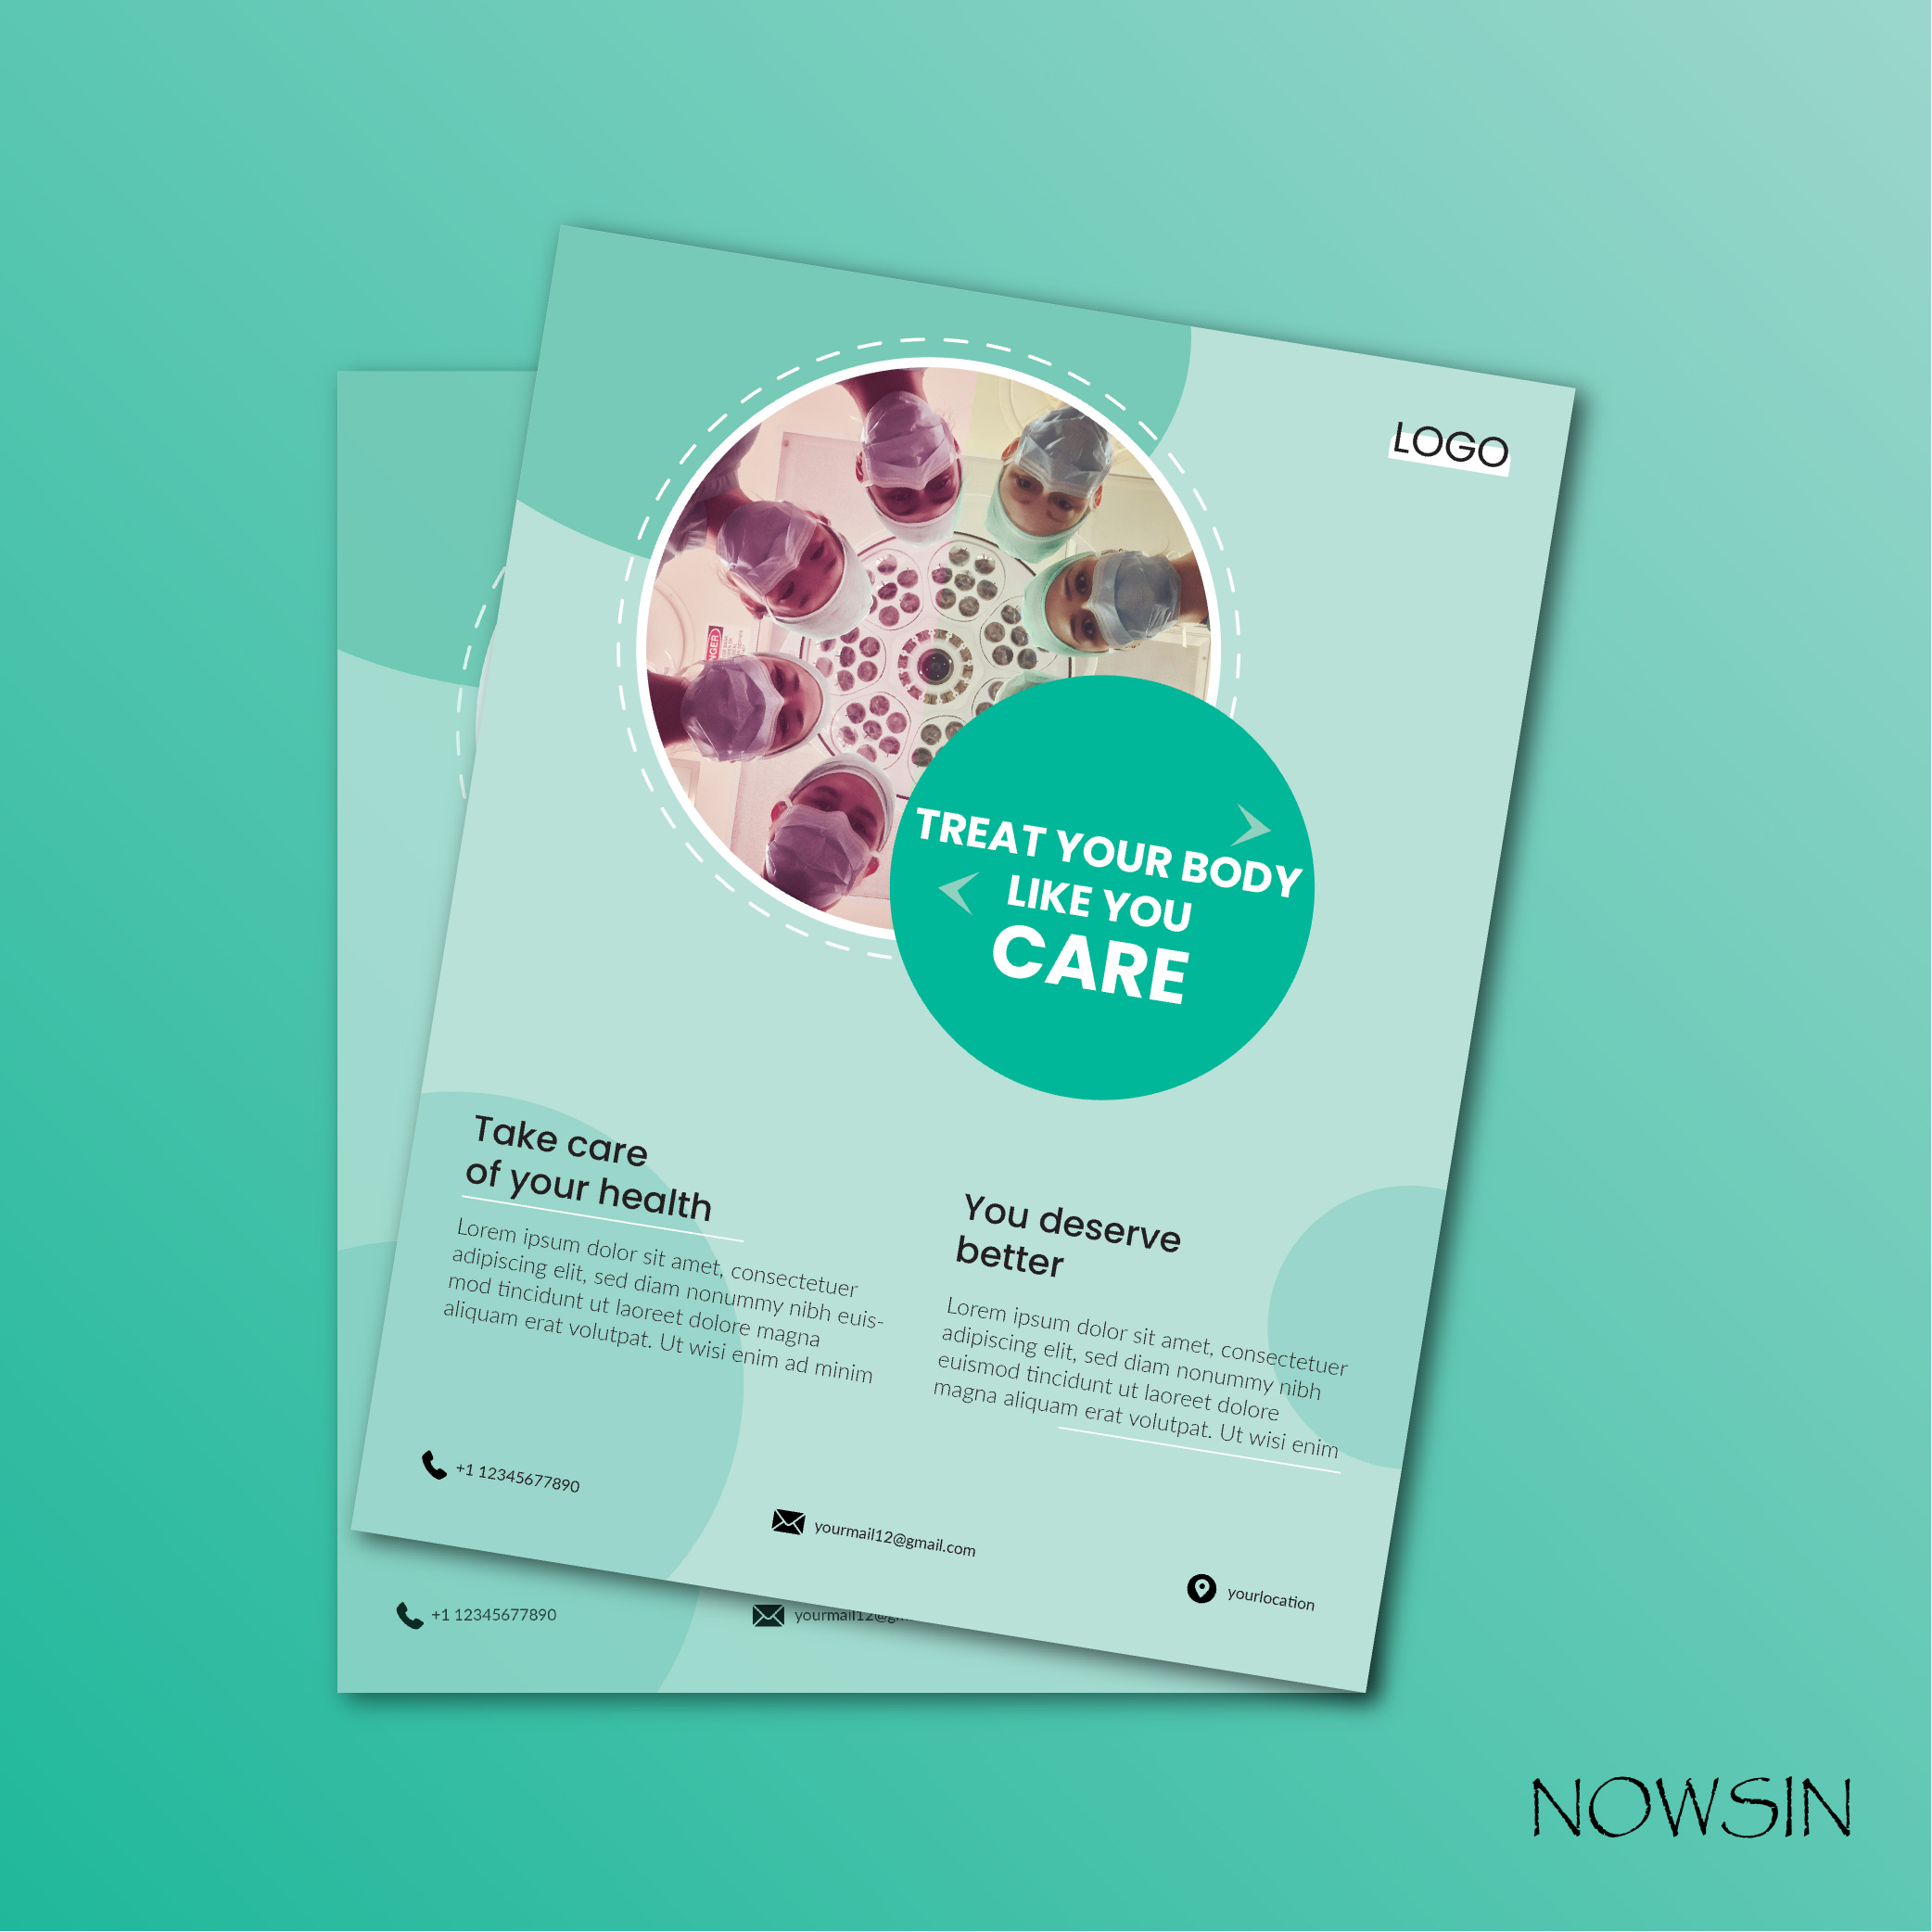 LOGO
TREAT YOUR BODY
LIKE YOU
CARE
Take care
of your health
Lorem ipsum dolor sit amet, consectetuer
adipiscing elit, sed diam nonummy nibh euis-
mod tincidunt ut laoreet dolore magna
aliquam erat volutpat. Ut wisi enim ad minim
You deserve
better
Lorem ipsum dolor sit amet, consectetuer
adipiscing elit, sed diam nonummy nibh
euismod tincidunt ut laoreet dolore
magna aliquam erat volutpat. Ut wisi enim
+1 12345677890
yourmail12@gmail.com
yourlocation
+1 12345677890
NOWSIN